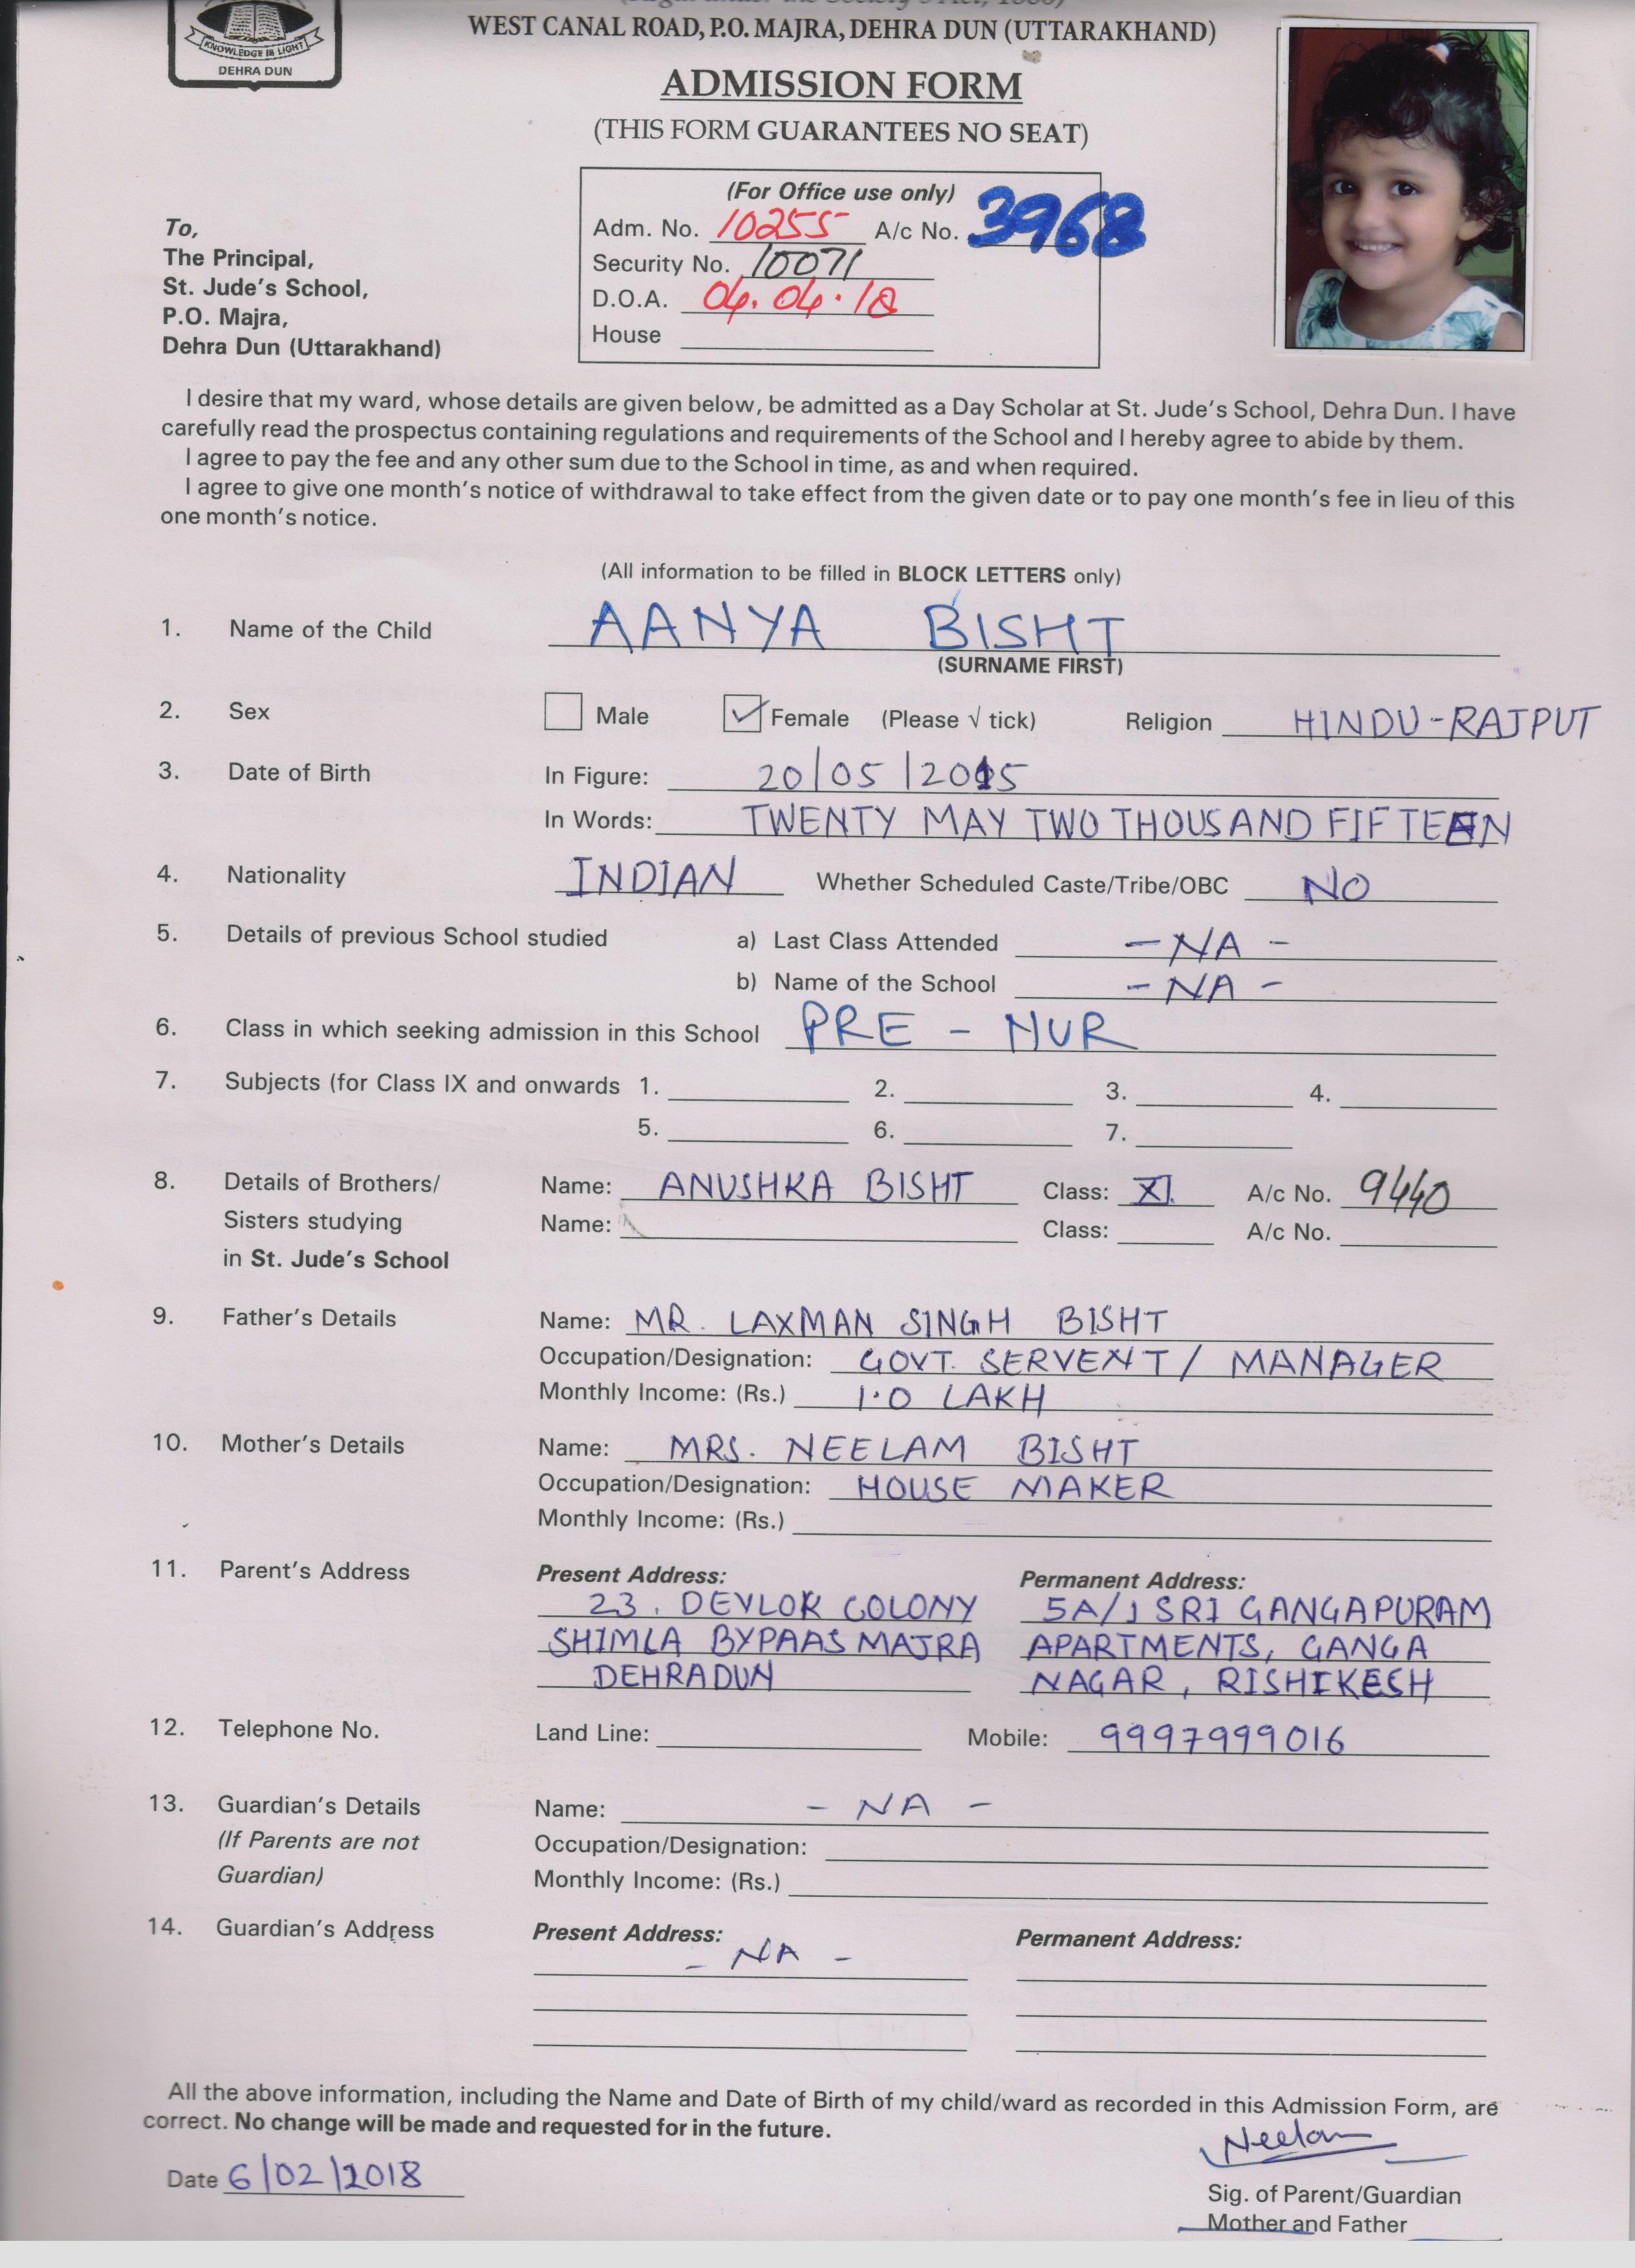 KNOWLEDGE IS LIGHT
DEHRA DUN
WEST CANAL ROAD, P.O. MAJRA, DEHRA DUN (UTTARAKHAND)
ADMISSION FORM
(THIS FORM GUARANTEES NO SEAT)
(For Office use only)
Adm. No. 10255 A/c No. 3968
Security No. 10071
D.O.A. 04.04.18
House
To,
The Principal,
St. Jude's School,
P.O. Majra,
Dehra Dun (Uttarakhand)
I desire that my ward, whose details are given below, be admitted as a Day Scholar at St. Jude's School, Dehra Dun. I have
carefully read the prospectus containing regulations and requirements of the School and I hereby agree to abide by them.
I agree to pay the fee and any other sum due to the School in time, as and when required.
I agree to give one month's notice of withdrawal to take effect from the given date or to pay one month's fee in lieu of this
one month's notice.
(All information to be filled in BLOCK LETTERS only)
1. Name of the Child AANYA BISHT
(SURNAME FIRST)
2. Sex Male ✓ Female (Please √ tick) Religion HINDU-RAJPUT
3. Date of Birth In Figure: 20/05/2015
In Words: TWENTY MAY TWO THOUSAND FIFTEEN
4. Nationality INDIAN Whether Scheduled Caste/Tribe/OBC NO
5. Details of previous School studied a) Last Class Attended - NA -
b) Name of the School - NA -
6. Class in which seeking admission in this School PRE - NUR
7. Subjects (for Class IX and onwards 1. 2. 3. 4.
5. 6. 7.
8. Details of Brothers/ Name: ANUSHKA BISHT Class: XI A/c No. 9440
Sisters studying Name: Class: A/c No.
in St. Jude's School
9. Father's Details Name: MR. LAXMAN SINGH BISHT
Occupation/Designation: GOVT. SERVENT / MANAGER
Monthly Income: (Rs.) 1.0 LAKH
10. Mother's Details Name: MRS. NEELAM BISHT
Occupation/Designation: HOUSE MAKER
Monthly Income: (Rs.)
11. Parent's Address Present Address: Permanent Address:
23, DEVLOK COLONY 5A/1 SRI GANGAPURAM
SHIMLA BYPAAS MAJRA APARTMENTS, GANGA
DEHRADUN NAGAR, RISHIKESH
12. Telephone No. Land Line: Mobile: 9997999016
13. Guardian's Details Name: - NA -
(If Parents are not Occupation/Designation:
Guardian) Monthly Income: (Rs.)
14. Guardian's Address Present Address: Permanent Address:
- NA -
All the above information, including the Name and Date of Birth of my child/ward as recorded in this Admission Form, are
correct. No change will be made and requested for in the future.
Neelam
Date 6/02/2018
Sig. of Parent/Guardian
Mother and Father